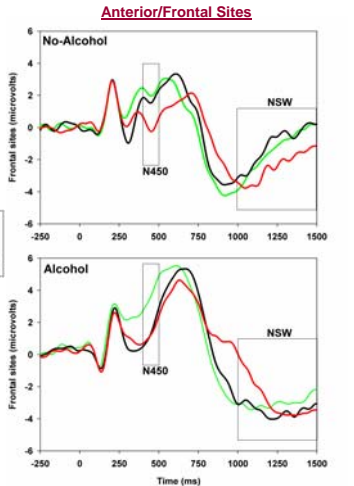 Anterior/Frontal Sites
No-Alcohol
Frontal sites (microvolts)
6
4
2
0
-2
-4
-6
N450
NSW
-250 0 250 500 750 1000 1250 1500
Alcohol
Frontal sites (microvolts)
6
4
2
0
-2
-4
-6
N450
NSW
-250 0 250 500 750 1000 1250 1500
Time (ms)